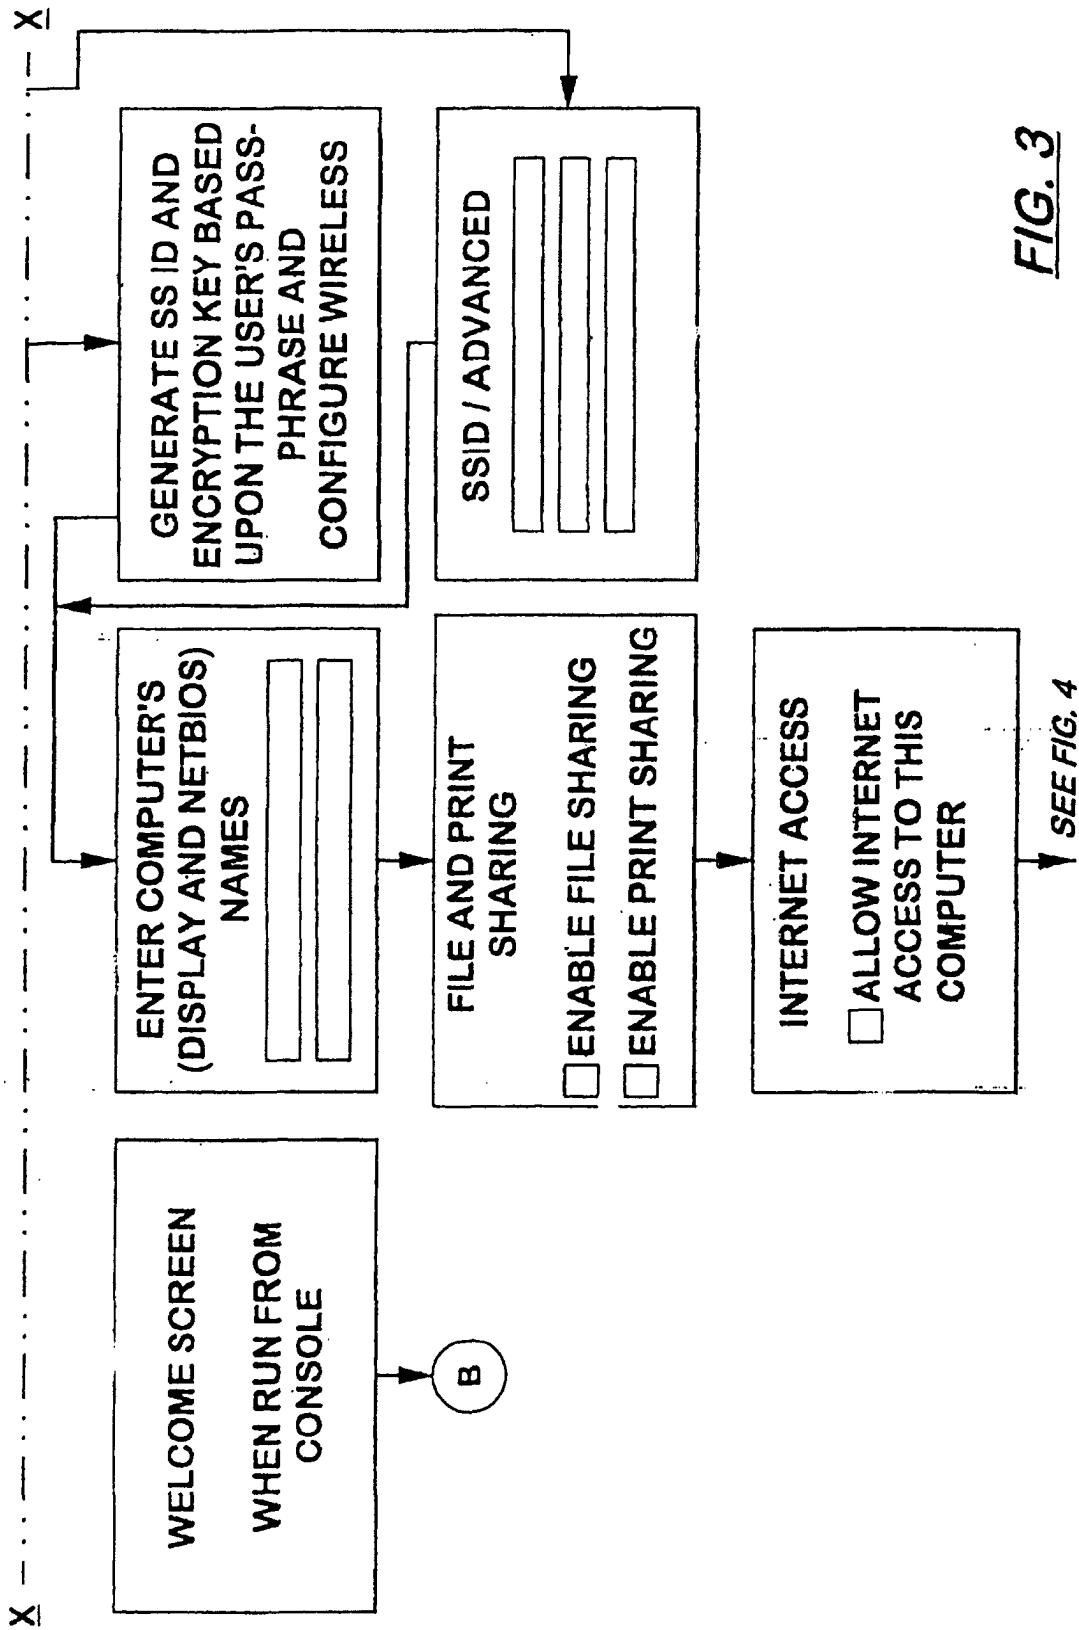 X
X
WELCOME SCREEN
WHEN RUN FROM
CONSOLE
B
ENTER COMPUTER'S
(DISPLAY AND NETBIOS)
NAMES
FILE AND PRINT
SHARING
ENABLE FILE SHARING
ENABLE PRINT SHARING
INTERNET ACCESS
ALLOW INTERNET
ACCESS TO THIS
COMPUTER
SEE FIG. 4
GENERATE SS ID AND
ENCRYPTION KEY BASED
UPON THE USER'S PASS-
PHRASE AND
CONFIGURE WIRELESS
SSID / ADVANCED
FIG. 3